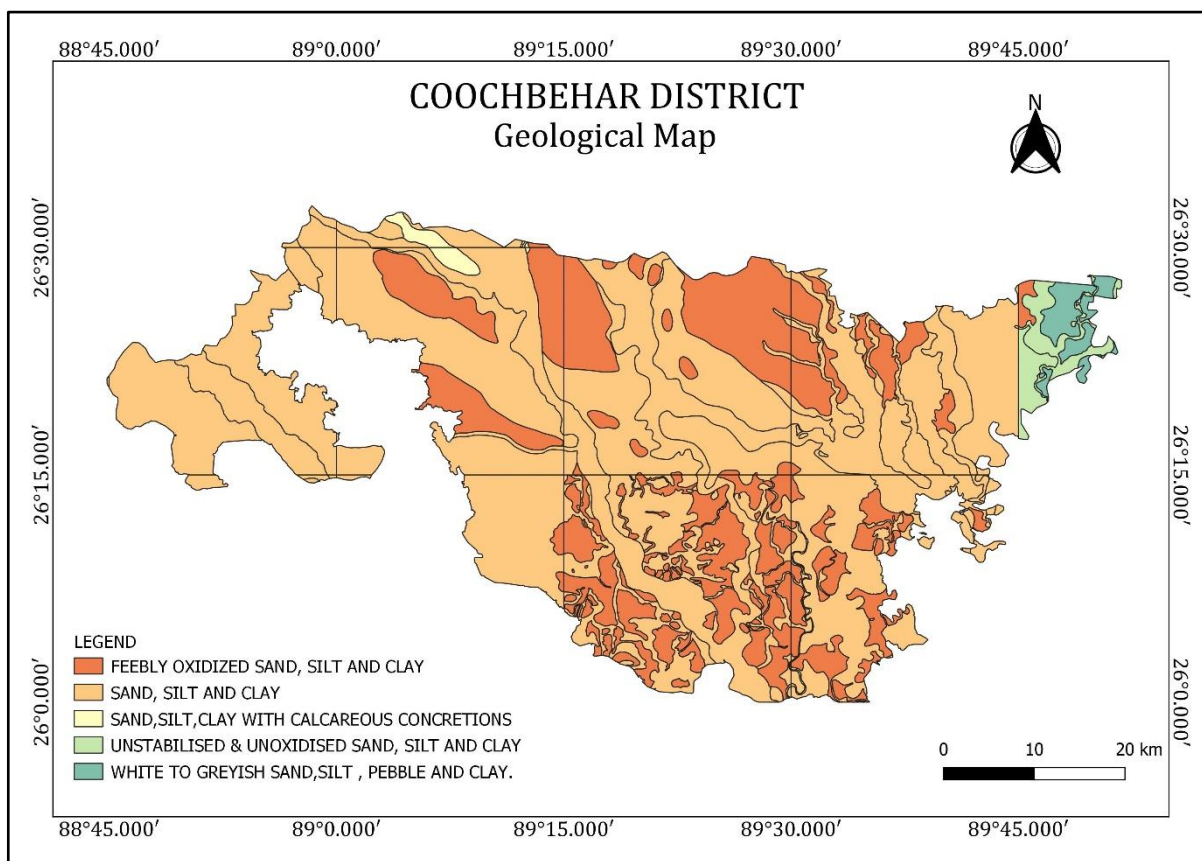 88°45.000′ 89°0.000′ 89°15.000′ 89°30.000′ 89°45.000′
COOCHBEHAR DISTRICT
Geological Map
N
26°30.000′ 26°30.000′
26°15.000′ 26°15.000′
26°0.000′ 26°0.000′
LEGEND
FEEBLY OXIDIZED SAND, SILT AND CLAY
SAND, SILT AND CLAY
SAND,SILT,CLAY WITH CALCAREOUS CONCRETIONS
UNSTABILISED & UNOXIDISED SAND, SILT AND CLAY
WHITE TO GREYISH SAND,SILT , PEBBLE AND CLAY.
0 10 20 km
88°45.000′ 89°0.000′ 89°15.000′ 89°30.000′ 89°45.000′